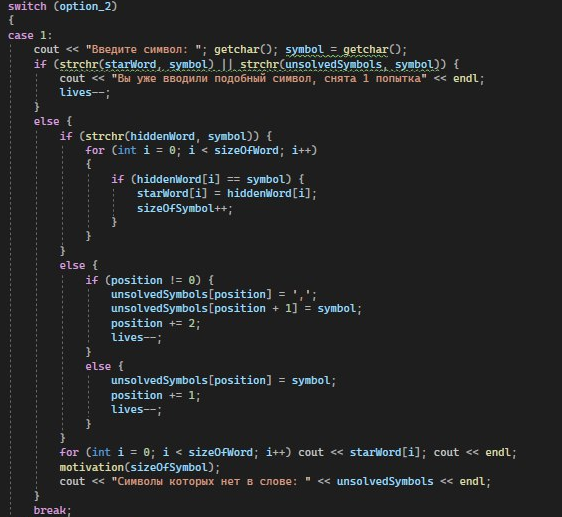 switch (option_2)
{
case 1:
    cout << "Введите символ: "; getchar(); symbol = getchar();
    if (strchr(starWord, symbol) || strchr(unsolvedSymbols, symbol)) {
        cout << "Вы уже вводили подобный символ, снята 1 попытка" << endl;
        lives--;
    }
    else {
        if (strchr(hiddenWord, symbol)) {
            for (int i = 0; i < sizeOfWord; i++)
            {
                if (hiddenWord[i] == symbol) {
                    starWord[i] = hiddenWord[i];
                    sizeOfSymbol++;
                }
            }
        }
        else {
            if (position != 0) {
                unsolvedSymbols[position] = ',';
                unsolvedSymbols[position + 1] = symbol;
                position += 2;
                lives--;
            }
            else {
                unsolvedSymbols[position] = symbol;
                position += 1;
                lives--;
            }
        }
        for (int i = 0; i < sizeOfWord; i++) cout << starWord[i]; cout << endl;
        motivation(sizeOfSymbol);
        cout << "Символы которых нет в слове: " << unsolvedSymbols << endl;
    }
    break;